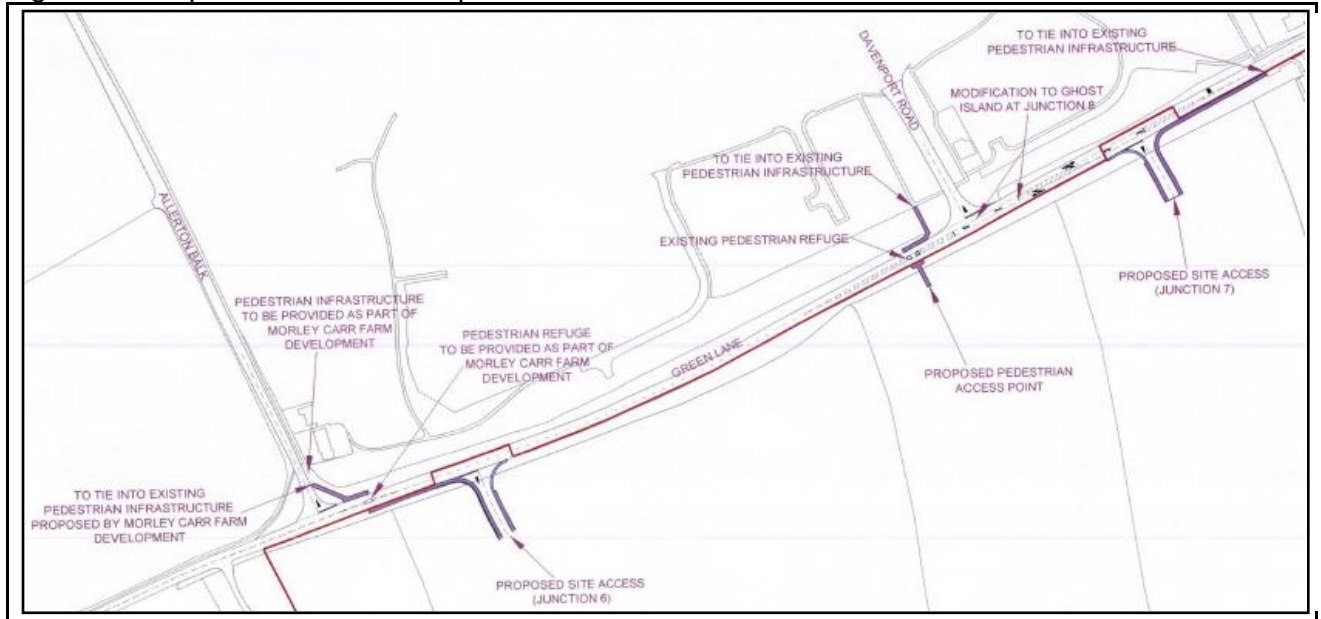 TO TIE INTO EXISTING
PEDESTRIAN INFRASTRUCTURE
DAVENPORT ROAD
MODIFICATION TO GHOST
ISLAND AT JUNCTION 8
TO TIE INTO EXISTING
PEDESTRIAN INFRASTRUCTURE
ALLERTON BALK
EXISTING PEDESTRIAN REFUGE
PROPOSED SITE ACCESS
(JUNCTION 7)
PEDESTRIAN INFRASTRUCTURE
TO BE PROVIDED AS PART OF
MORLEY CARR FARM
DEVELOPMENT
PEDESTRIAN REFUGE
TO BE PROVIDED AS PART OF
MORLEY CARR FARM
DEVELOPMENT
GREEN LANE
PROPOSED PEDESTRIAN
ACCESS POINT
TO TIE INTO EXISTING
PEDESTRIAN INFRASTRUCTURE
PROPOSED BY MORLEY CARR FARM
DEVELOPMENT
PROPOSED SITE ACCESS
(JUNCTION 6)